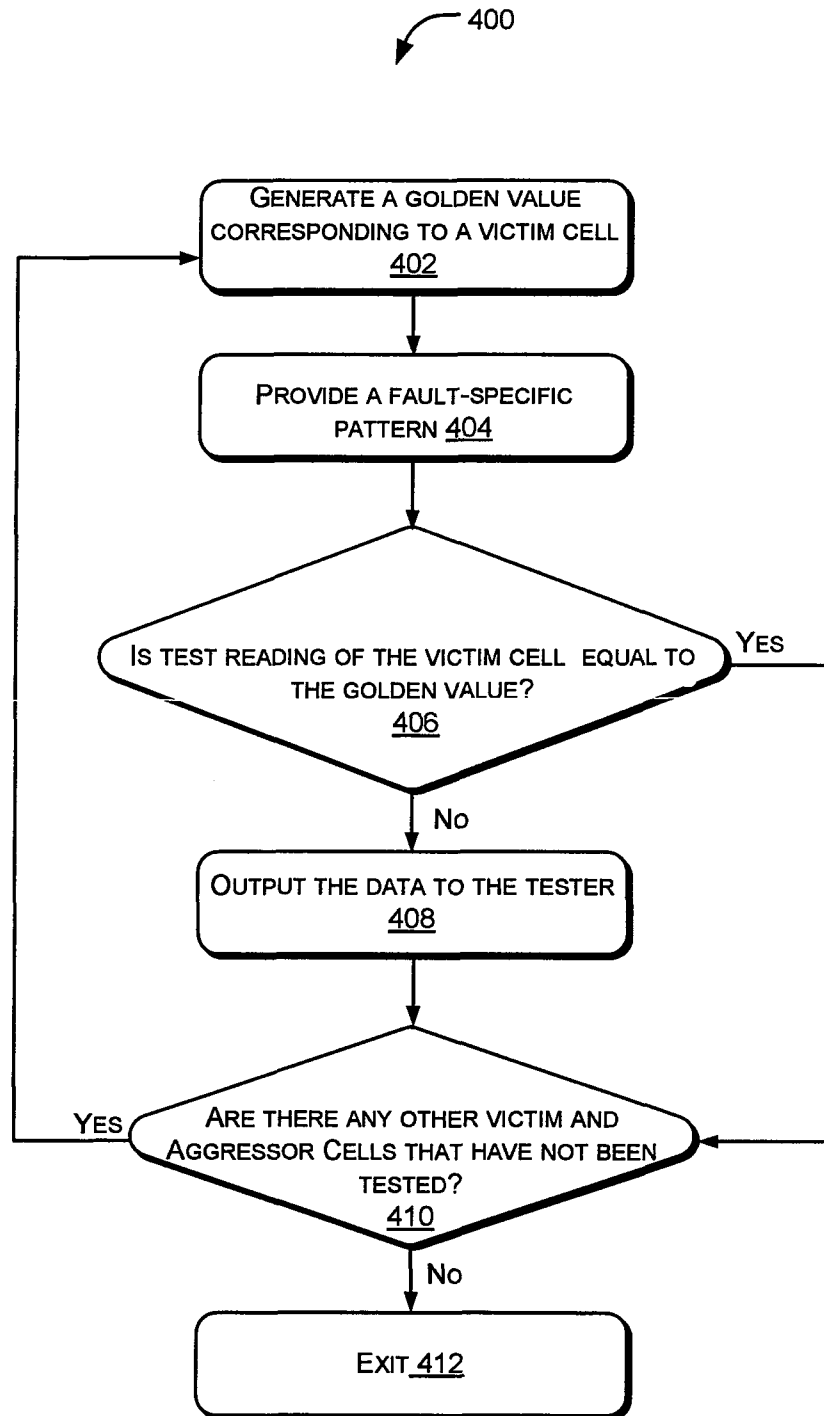 400
GENERATE A GOLDEN VALUE
CORRESPONDING TO A VICTIM CELL
402
PROVIDE A FAULT-SPECIFIC
PATTERN 404
IS TEST READING OF THE VICTIM CELL EQUAL TO
THE GOLDEN VALUE?
406
YES
NO
OUTPUT THE DATA TO THE TESTER
408
YES
ARE THERE ANY OTHER VICTIM AND
AGGRESSOR CELLS THAT HAVE NOT BEEN
TESTED?
410
NO
EXIT 412